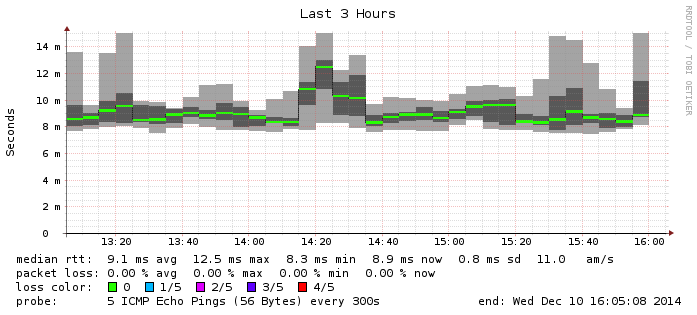 Last 3 Hours
RRDTOOL / TOBI OETIKER
Seconds
14 m
12 m
10 m
8 m
6 m
4 m
2 m
0
13:20 13:40 14:00 14:20 14:40 15:00 15:20 15:40 16:00
median rtt: 9.1 ms avg 12.5 ms max 8.3 ms min 8.9 ms now 0.8 ms sd 11.0 am/s
packet loss: 0.00 % avg 0.00 % max 0.00 % min 0.00 % now
loss color: 0 1/5 2/5 3/5 4/5
probe: 5 ICMP Echo Pings (56 Bytes) every 300s end: Wed Dec 10 16:05:08 2014